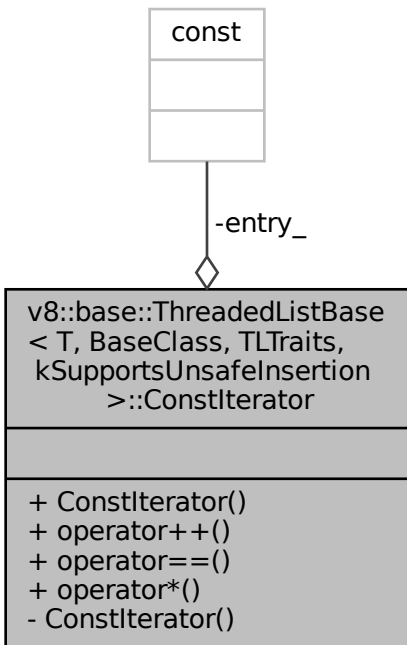 const
-entry_
v8::base::ThreadedListBase
< T, BaseClass, TLTraits,
kSupportsUnsafeInsertion
>::ConstIterator
+ ConstIterator()
+ operator++()
+ operator==()
+ operator*()
- ConstIterator()